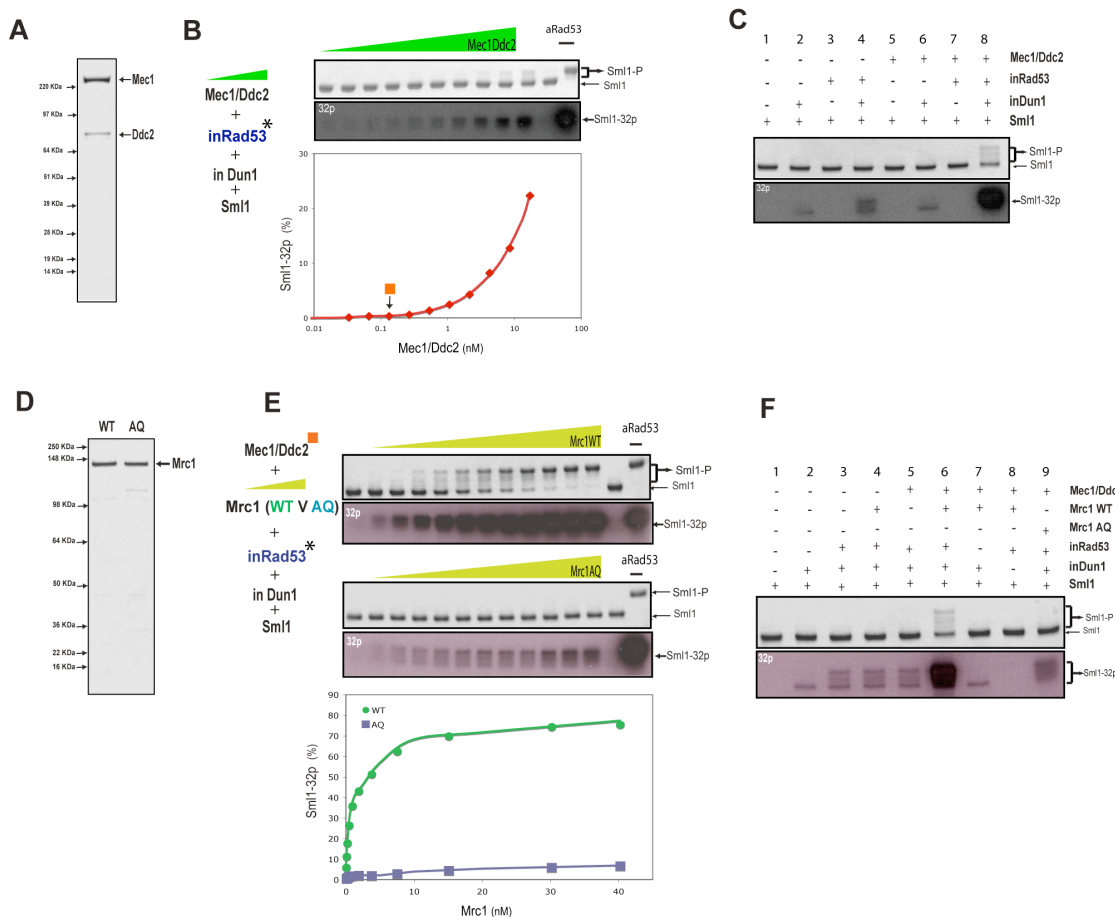 A
Mec1
220 KDa
97 KDa
Ddc2
64 KDa
51 KDa
39 KDa
28 KDa
19 KDa
14 KDa
B
Mec1/Ddc2
+
inRad53*
+
in Dun1
+
Sml1
Mec1Ddc2
aRad53
Sml1-P
Sml1
32p
Sml1-32p
Sml1-32p (%)
30
20
10
0
0.01
0.1
1
10
100
Mec1/Ddc2 (nM)
C
1 2 3 4 5 6 7 8
- - - - + + + + Mec1/Ddc2
- - + + - - + + inRad53
- + - + - + - + inDun1
+ + + + + + + + Sml1
Sml1-P
Sml1
32p
Sml1-32p
D
WT AQ
250 KDa
148 KDa
Mrc1
98 KDa
64 KDa
50 KDa
36 KDa
22 KDa
16 KDa
E
Mec1/Ddc2
+
Mrc1 (WT V AQ)
+
inRad53*
+
in Dun1
+
Sml1
Mrc1WT
aRad53
Sml1-P
Sml1
32p
Sml1-32p
Mrc1AQ
aRad53
Sml1-P
Sml1
32p
Sml1-32p
Sml1-32p (%)
90
80
70
60
50
40
30
20
10
0
WT
AQ
0
10
20
30
40
Mrc1 (nM)
F
1 2 3 4 5 6 7 8 9
- - - - + + + + + Mec1/Ddc
- - - + - + + + - Mrc1 WT
- - - - - - - - + Mrc1 AQ
- - + + + + - + + inRad53
- + + + + + + - + inDun1
+ + + + + + + + + Sml1
Sml1-P
Sml1
32p
Sml1-32p